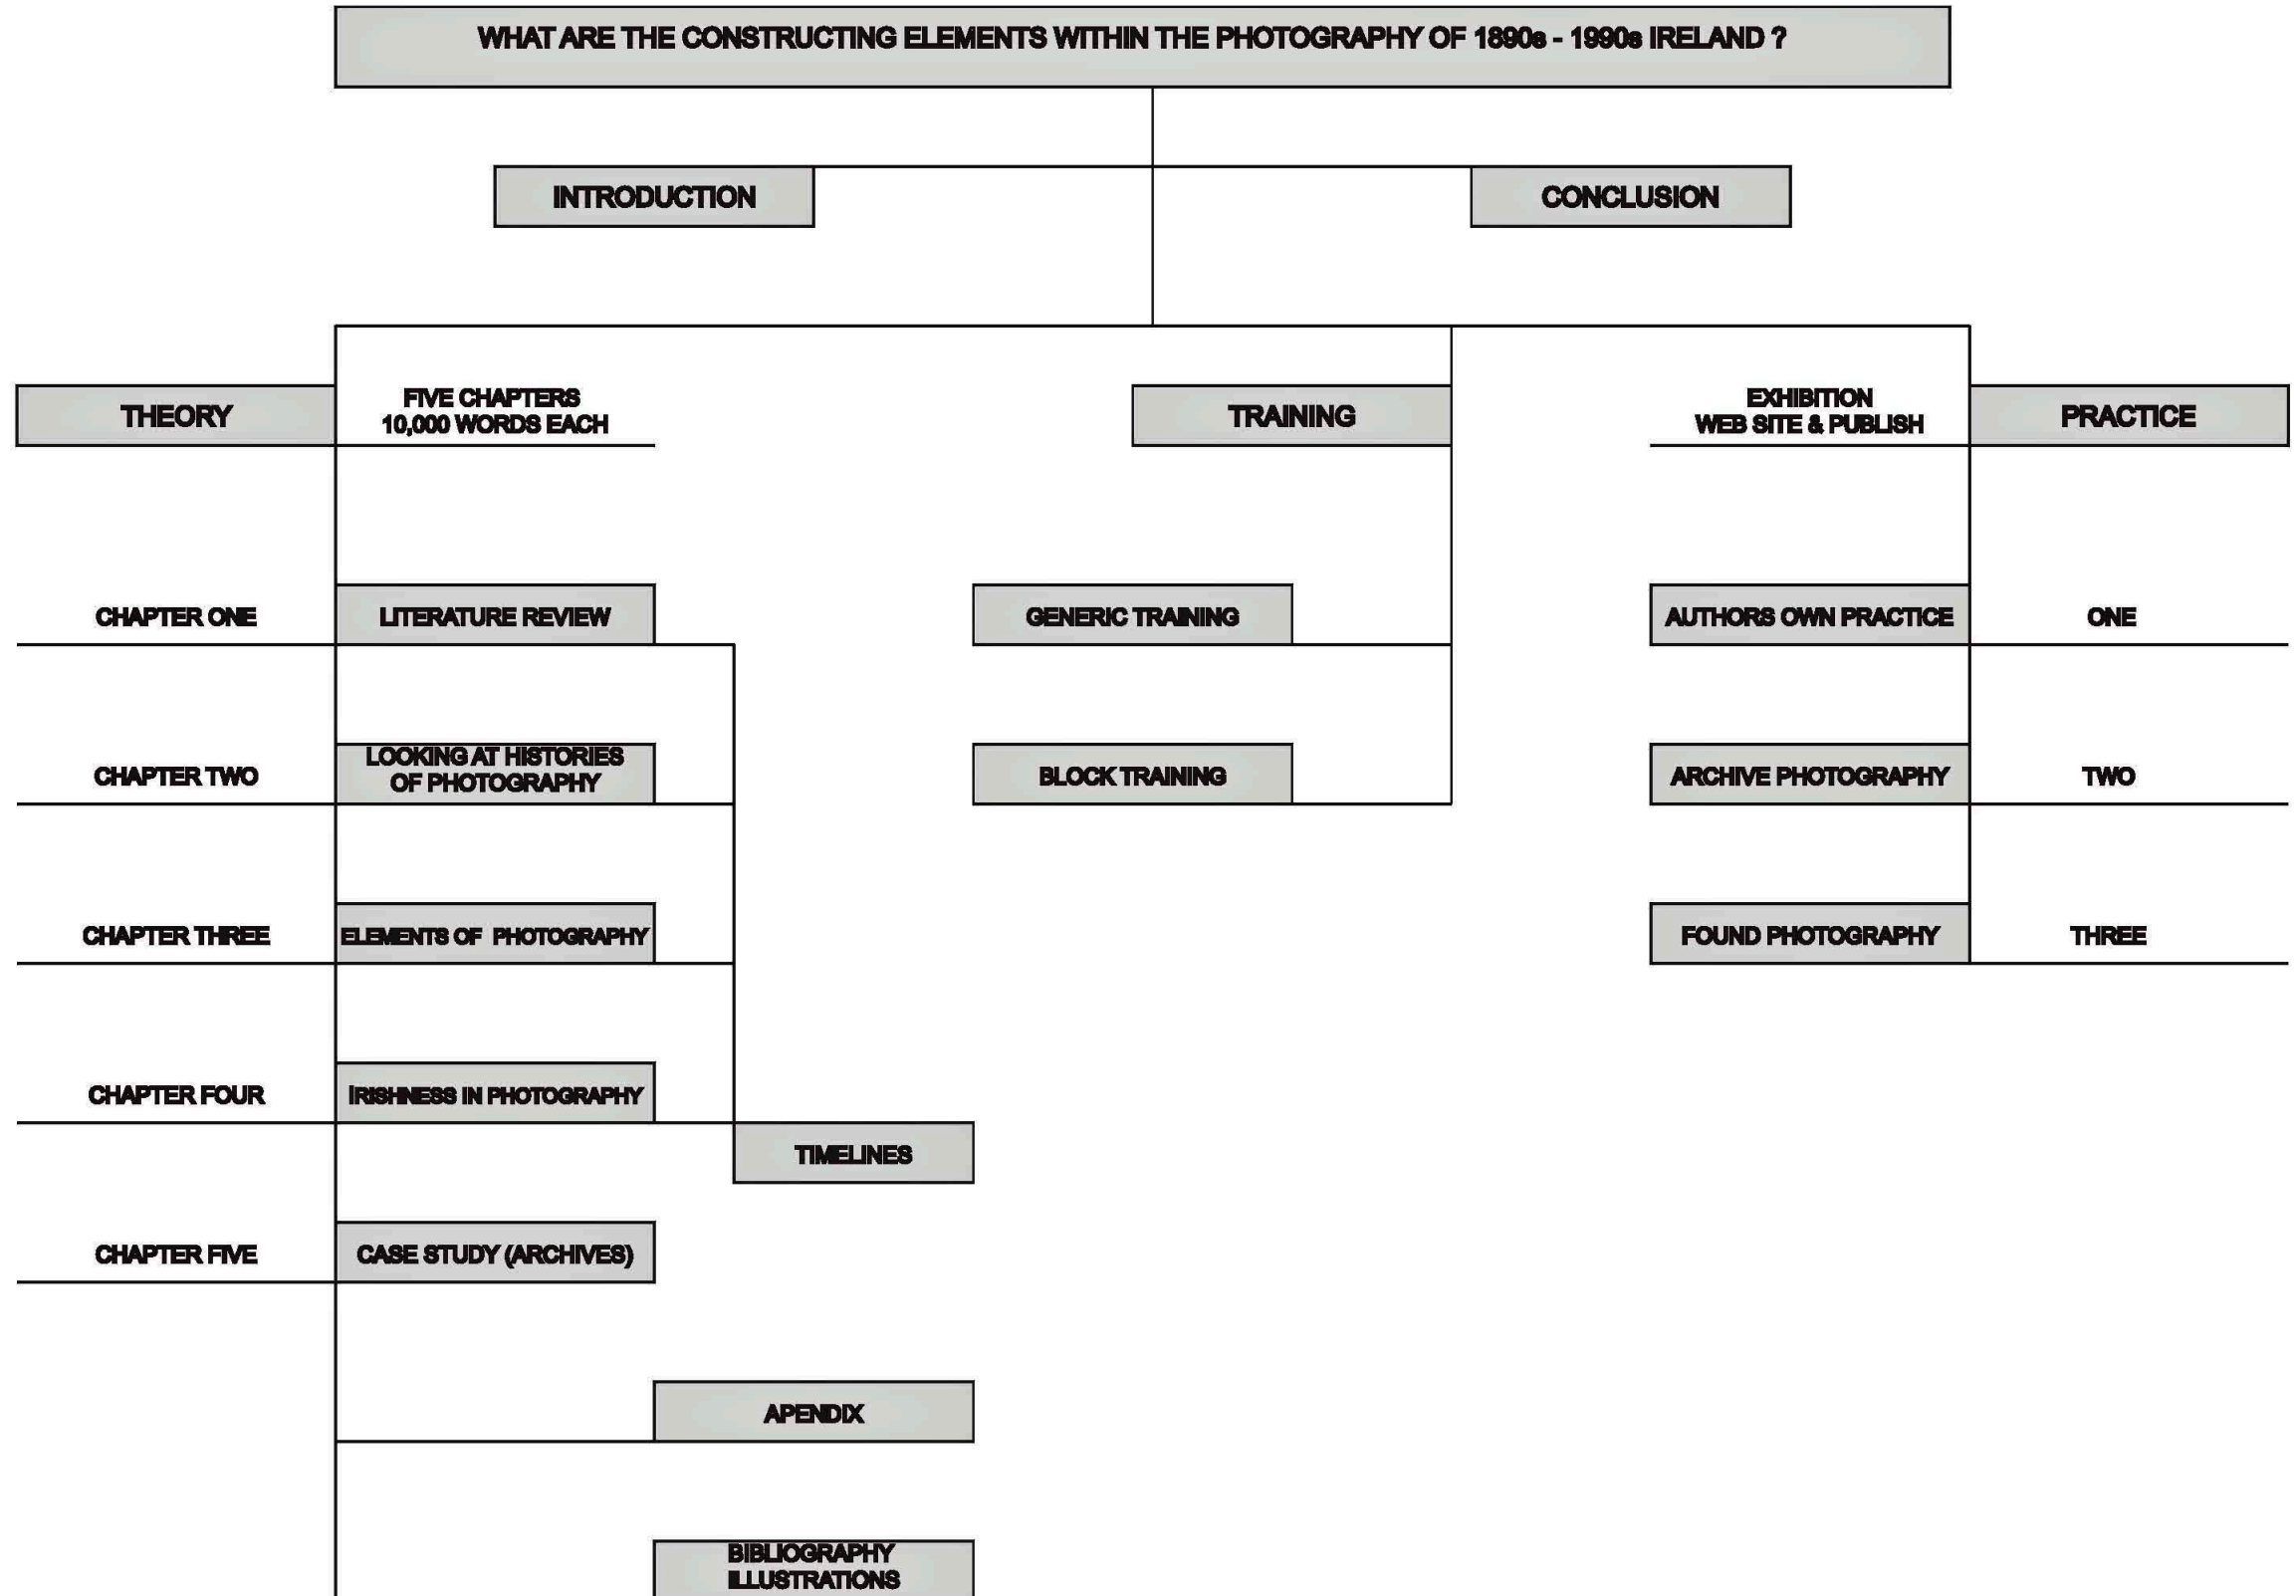 WHAT ARE THE CONSTRUCTING ELEMENTS WITHIN THE PHOTOGRAPHY OF 1890s - 1990s IRELAND ?
INTRODUCTION
CONCLUSION
THEORY
FIVE CHAPTERS
10,000 WORDS EACH
TRAINING
EXHIBITION
WEB SITE & PUBLISH
PRACTICE
CHAPTER ONE
LITERATURE REVIEW
GENERIC TRAINING
AUTHORS OWN PRACTICE
ONE
CHAPTER TWO
LOOKING AT HISTORIES
OF PHOTOGRAPHY
BLOCK TRAINING
ARCHIVE PHOTOGRAPHY
TWO
CHAPTER THREE
ELEMENTS OF PHOTOGRAPHY
FOUND PHOTOGRAPHY
THREE
CHAPTER FOUR
IRISHNESS IN PHOTOGRAPHY
TIMELINES
CHAPTER FIVE
CASE STUDY (ARCHIVES)
APENDIX
BIBLIOGRAPHY
ILLUSTRATIONS